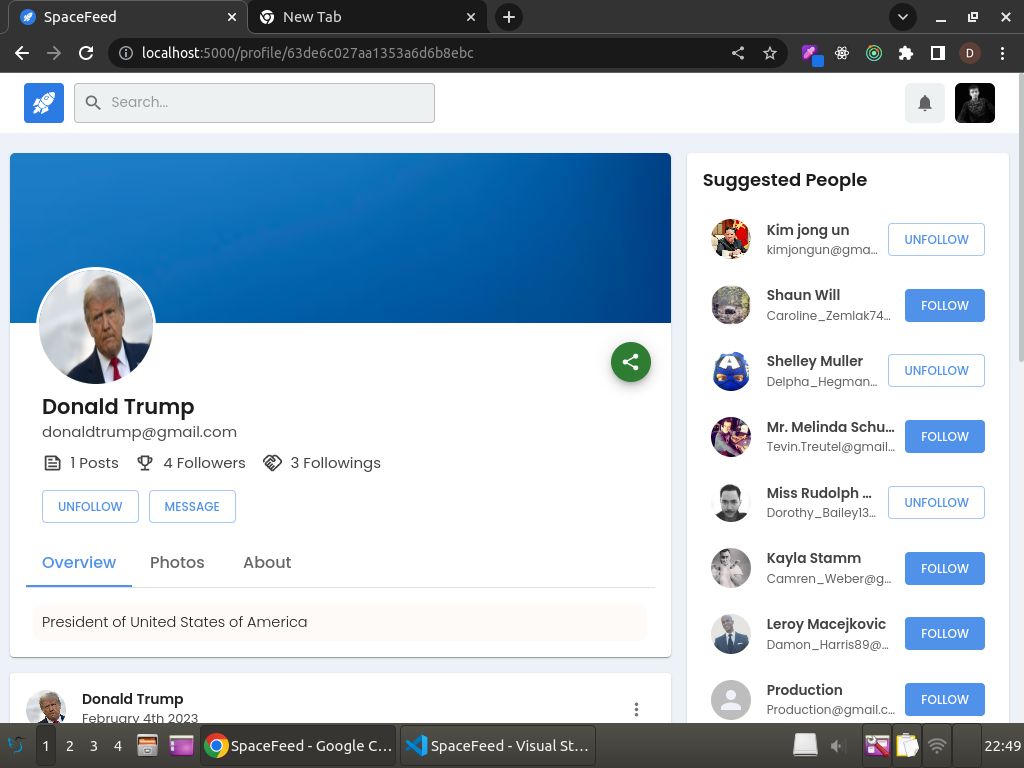 SpaceFeed
New Tab
localhost:5000/profile/63de6c027aa1353a6d6b8ebc
D
Search...
Donald Trump
donaldtrump@gmail.com
1 Posts
4 Followers
3 Followings
UNFOLLOW
MESSAGE
Overview
Photos
About
President of United States of America
Donald Trump
February 4th 2023
Suggested People
Kim jong un
kimjongun@gma...
UNFOLLOW
Shaun Will
Caroline_Zemlak74...
FOLLOW
Shelley Muller
Delpha_Hegman...
UNFOLLOW
Mr. Melinda Schu...
Tevin.Treutel@gmail...
FOLLOW
Miss Rudolph ...
Dorothy_Bailey13...
UNFOLLOW
Kayla Stamm
Camren_Weber@g...
FOLLOW
Leroy Macejkovic
Damon_Harris89@...
FOLLOW
Production
Production@gmail.c...
FOLLOW
1 2 3 4
SpaceFeed - Google C...
SpaceFeed - Visual St...
22:49